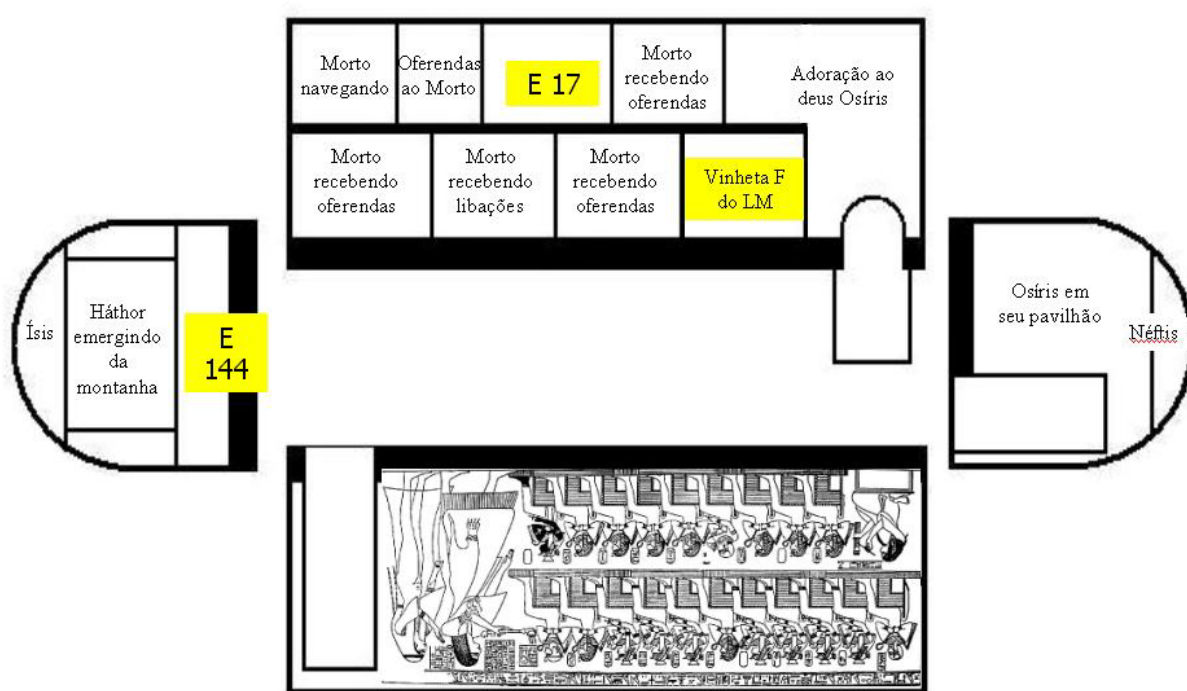 Morto
navegando
Oferendas
ao Morto
E 17
Morto
recebendo
oferendas
Adoração ao
deus Osíris
Morto
recebendo
oferendas
Morto
recebendo
libações
Morto
recebendo
oferendas
Vinheta F
do LM
Ísis
Háthor
emergindo
da
montanha
E
144
Osíris em
seu pavilhão
Néftis